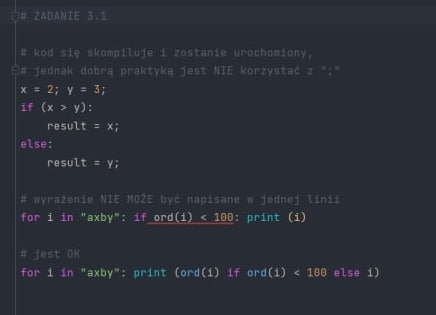 # ZADANIE 3.1
# kod się skompiluje i zostanie urochomiony,
# jednak dobrą praktyką jest NIE korzystać z ";"
x = 2; y = 3;
if (x > y):
    result = x;
else:
    result = y;
# wyrażenie NIE MOŻE być napisane w jednej linii
for i in "axby": if ord(i) < 100: print (i)
# jest OK
for i in "axby": print (ord(i) if ord(i) < 100 else i)